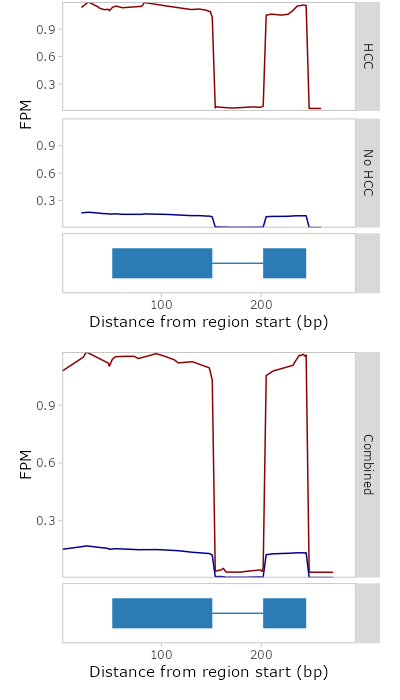 FPM
0.9
0.6
0.3
HCC
0.9
0.6
0.3
No HCC
100
200
Distance from region start (bp)
FPM
0.9
0.6
0.3
Combined
100
200
Distance from region start (bp)